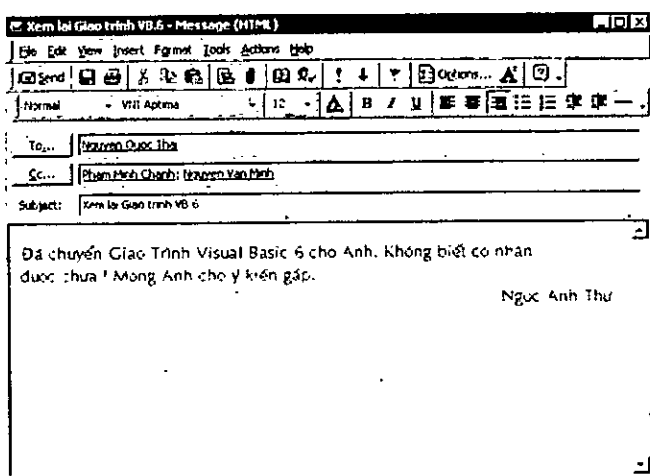 Xem lai Giao trinh VB.6 - Message (HTML)
File Edit View Insert Format Tools Actions Help
Send Options...
Normal VNI Aptima 12 B I U
To... Nguyen Quoc Thai
Cc... Pham Minh Chanh; Nguyen Van Minh
Subject: Xem lai Giao trinh VB 6
Đã chuyển Giáo Trình Visual Basic 6 cho Anh. Không biết có nhận
được chưa ! Mong Anh cho ý kiến gấp.
Ngọc Anh Thư